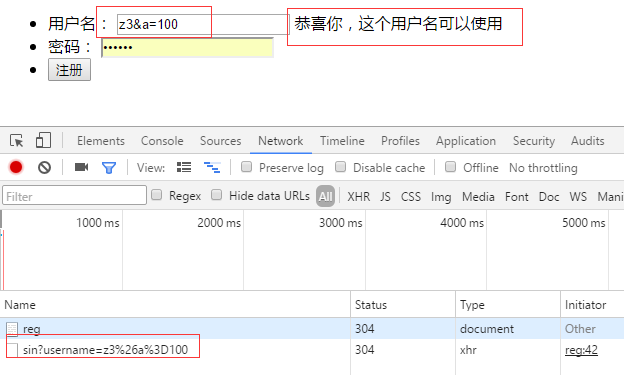 用户名： z3&a=100 恭喜你，这个用户名可以使用
密码： ••••••
注册
Elements Console Sources Network Timeline Profiles Application Security Audits
View: Preserve log Disable cache Offline No throttling
Filter Regex Hide data URLs All XHR JS CSS Img Media Font Doc WS Mani
1000 ms 2000 ms 3000 ms 4000 ms 5000 ms
Name Status Type Initiator
reg 304 document Other
sin?username=z3%26a%3D100 304 xhr reg:42